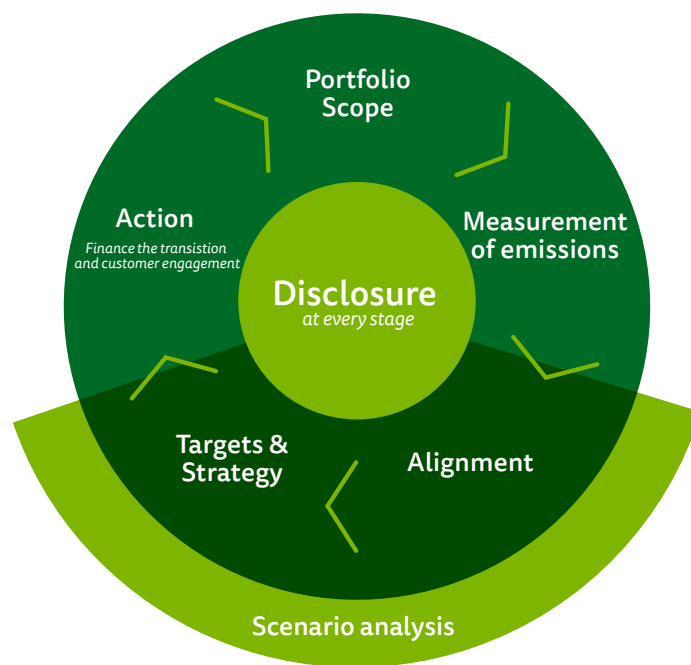 Portfolio
Scope
Measurement
of emissions
Alignment
Targets &
Strategy
Action
Finance the transistion
and customer engagement
Disclosure
at every stage
Scenario analysis